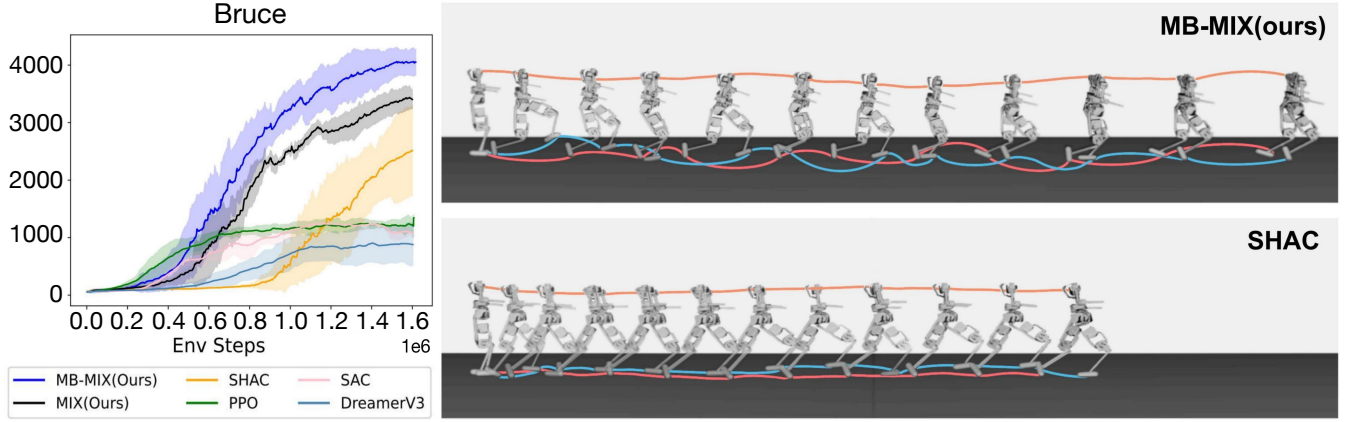 Bruce
4000
3000
2000
1000
0
0.0 0.2 0.4 0.6 0.8 1.0 1.2 1.4 1.6
Env Steps
1e6
MB-MIX(Ours) SHAC SAC
MIX(Ours) PPO DreamerV3
MB-MIX(ours)
SHAC